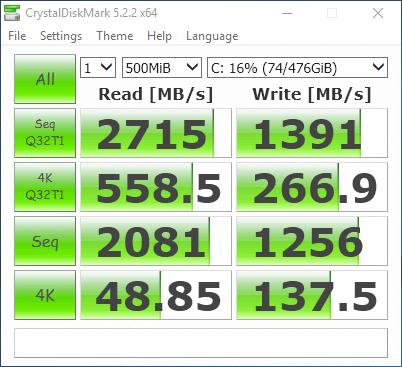 CrystalDiskMark 5.2.2 x64
File Settings Theme Help Language
All 1 500MiB C: 16% (74/476GiB)
Read [MB/s] Write [MB/s]
Seq Q32T1 2715 1391
4K Q32T1 558.5 266.9
Seq 2081 1256
4K 48.85 137.5